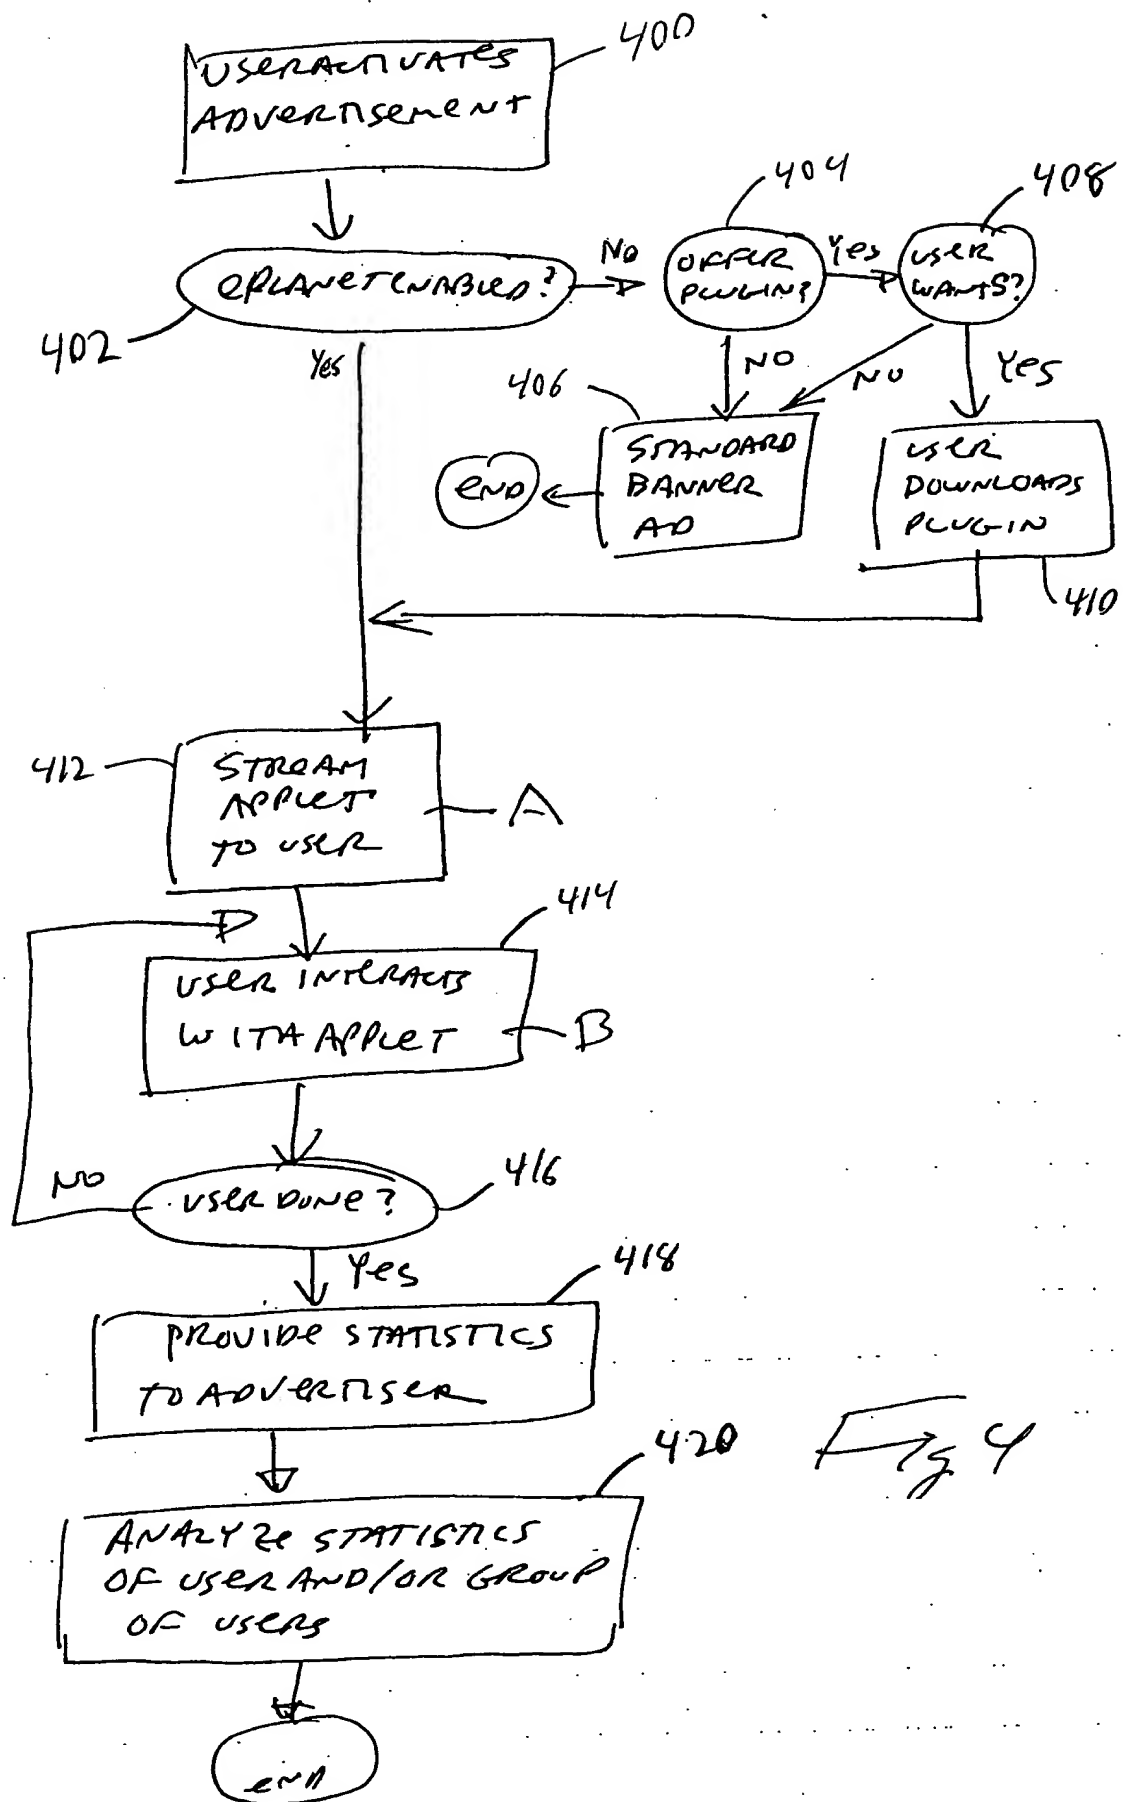 400
USER ACTIVATES
ADVERTISEMENT
404
408
ePLANET ENABLED?
No
OFFER
PLUGIN?
Yes
USER
WANTS?
402
Yes
406
NO
NO
Yes
STANDARD
BANNER
AD
END
USER
DOWNLOADS
PLUGIN
410
412
STREAM
APPLET
TO USER
A
414
USER INTERACTS
WITH APPLET
B
NO
USER DONE?
416
Yes
418
PROVIDE STATISTICS
TO ADVERTISER
420
Fig 4
ANALYZE STATISTICS
OF USER AND/OR GROUP
OF USERS
END